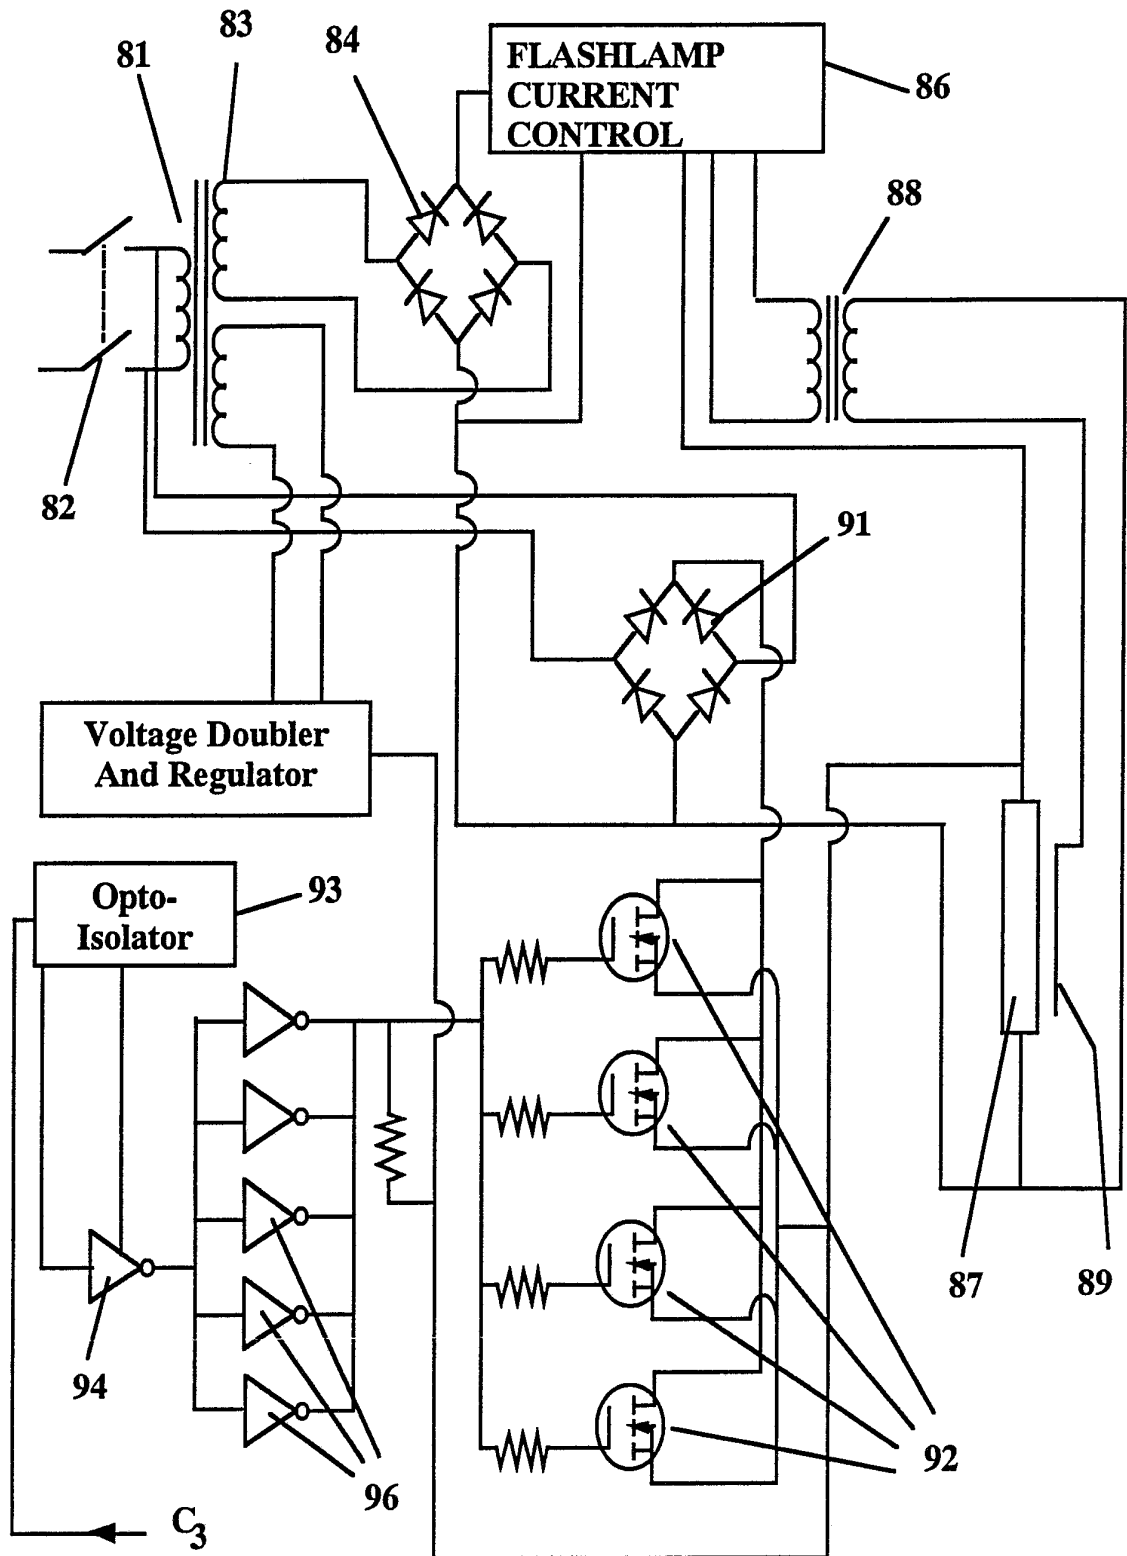 83
84
81
FLASHLAMP
CURRENT
CONTROL
86
88
82
91
Voltage Doubler
And Regulator
Opto-
Isolator
93
87
89
94
92
96
C3